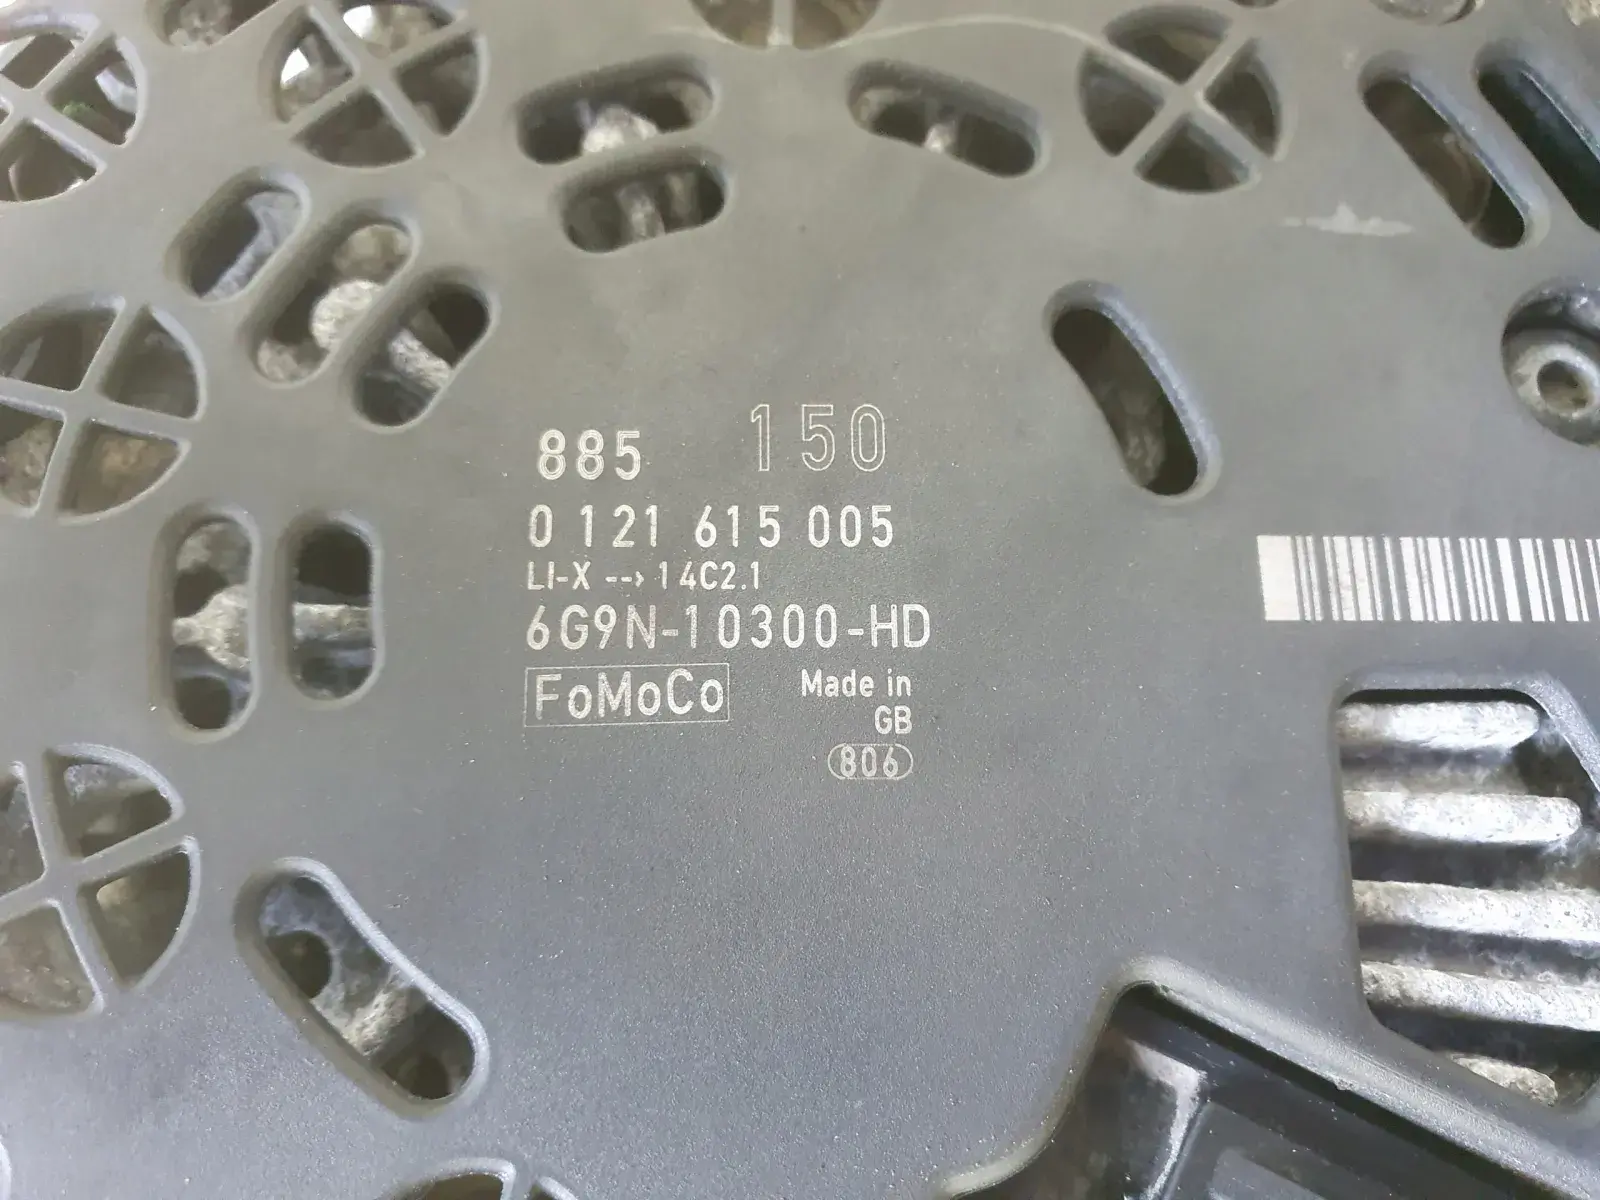 885 150
0 121 615 005
LI-X --> 14C2.1
6G9N-10300-HD
FoMoCo Made in
GB
806